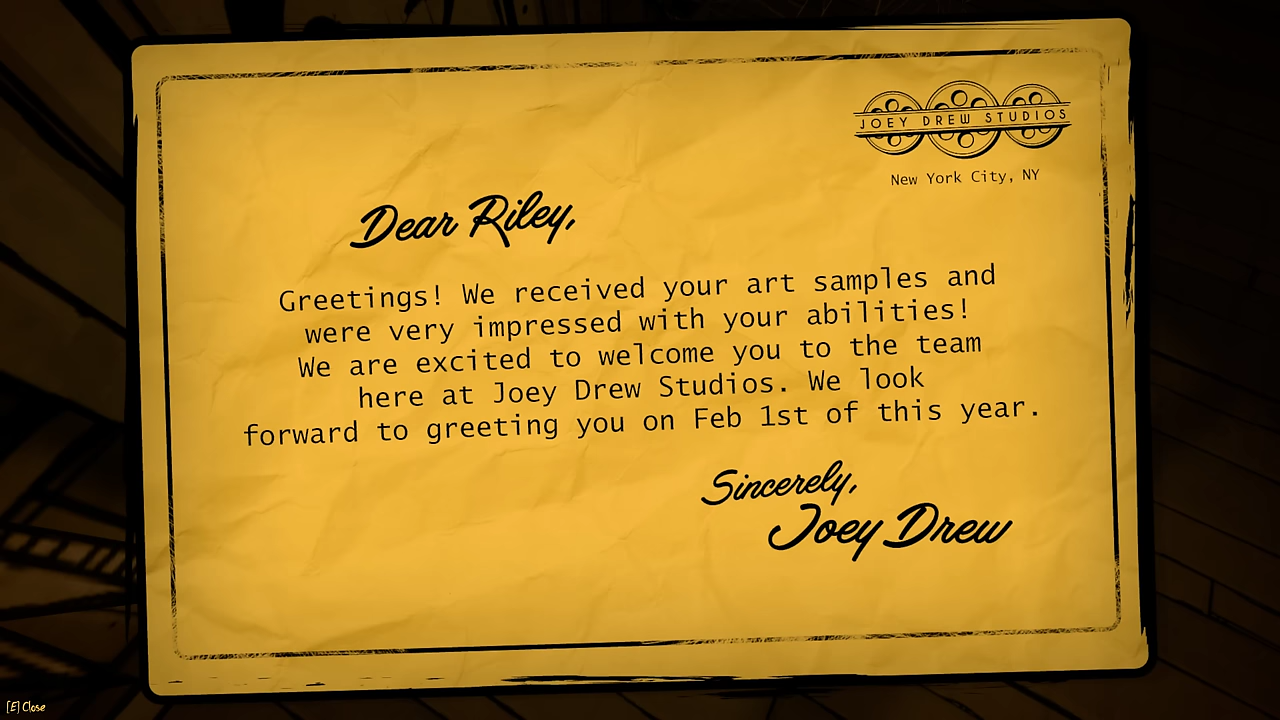 JOEY DREW STUDIOS
New York City, NY
Dear Riley,
Greetings! We received your art samples and
were very impressed with your abilities!
We are excited to welcome you to the team
here at Joey Drew Studios. We look
forward to greeting you on Feb 1st of this year.
Sincerely,
Joey Drew
[E] Close